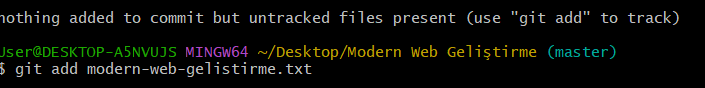 nothing added to commit but untracked files present (use "git add" to track)
User@DESKTOP-A5NVUJS MINGW64 ~/Desktop/Modern Web Geliştirme (master)
$ git add modern-web-gelistirme.txt